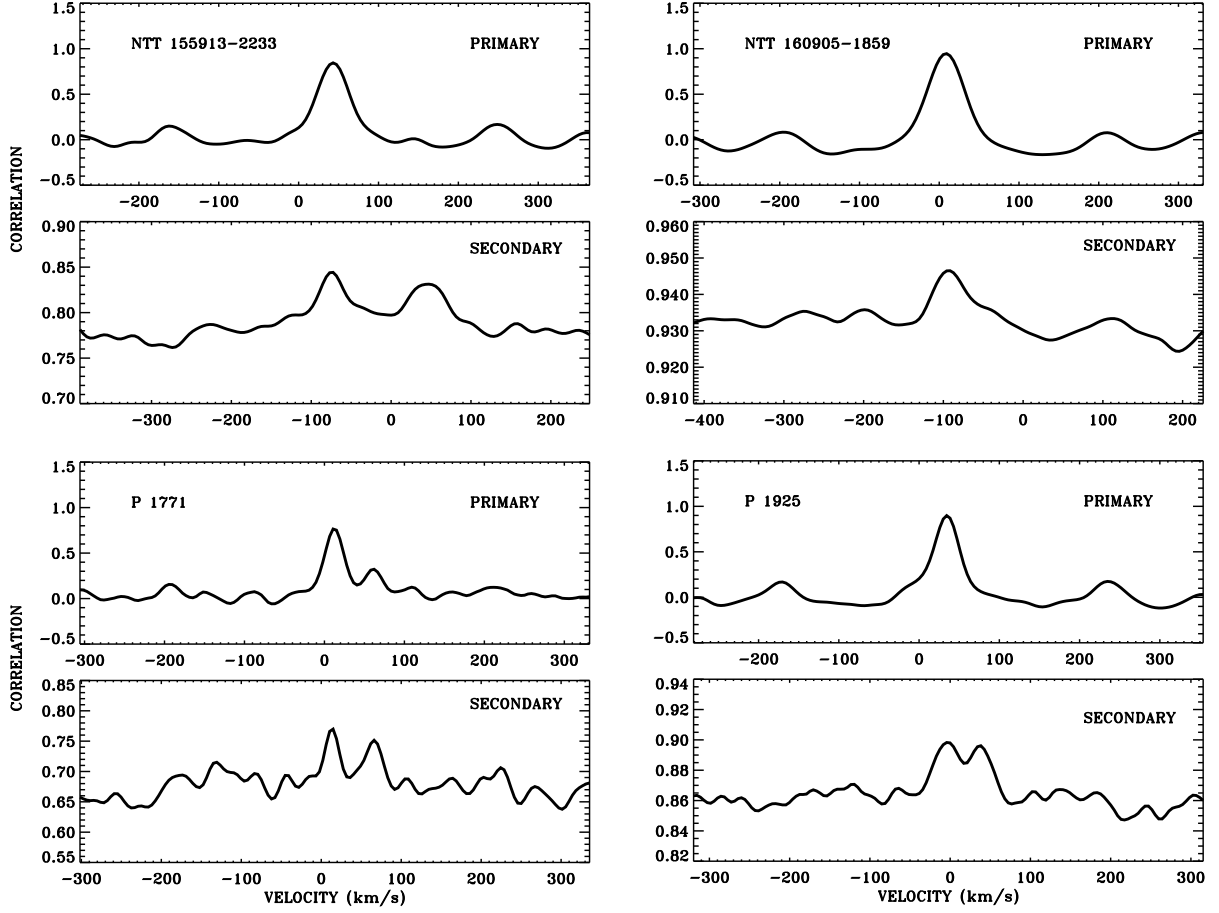 1.5
1.0
0.5
0.0
−0.5
NTT 155913−2233
PRIMARY
−200 −100 0 100 200 300
1.5
1.0
0.5
0.0
−0.5
NTT 160905−1859
PRIMARY
−300 −200 −100 0 100 200 300
CORRELATION
0.90
0.85
0.80
0.75
0.70
SECONDARY
−300 −200 −100 0 100 200
0.960
0.950
0.940
0.930
0.920
0.910
SECONDARY
−400 −300 −200 −100 0 100 200
1.5
1.0
0.5
0.0
−0.5
P 1771
PRIMARY
−300 −200 −100 0 100 200 300
1.5
1.0
0.5
0.0
−0.5
P 1925
PRIMARY
−200 −100 0 100 200 300
CORRELATION
0.85
0.80
0.75
0.70
0.65
0.60
0.55
SECONDARY
−300 −200 −100 0 100 200 300
VELOCITY (km/s)
0.94
0.92
0.90
0.88
0.86
0.84
0.82
SECONDARY
−300 −200 −100 0 100 200 300
VELOCITY (km/s)